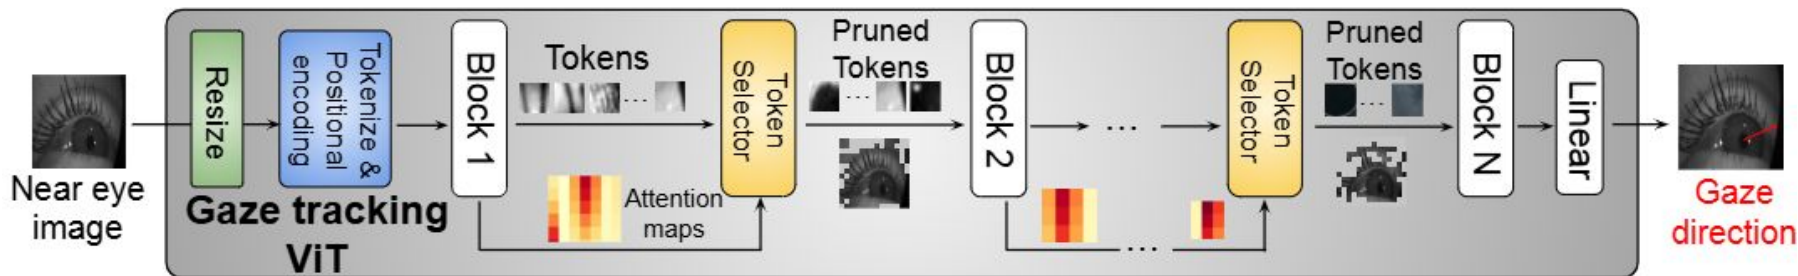 Near eye
image
Resize
Tokenize &
Positional
encoding
Gaze tracking
ViT
Block 1
Tokens
...
Attention
maps
Token
Selector
Pruned
Tokens
...
Block 2
...
...
Token
Selector
Pruned
Tokens
...
Block N
Linear
Gaze
direction